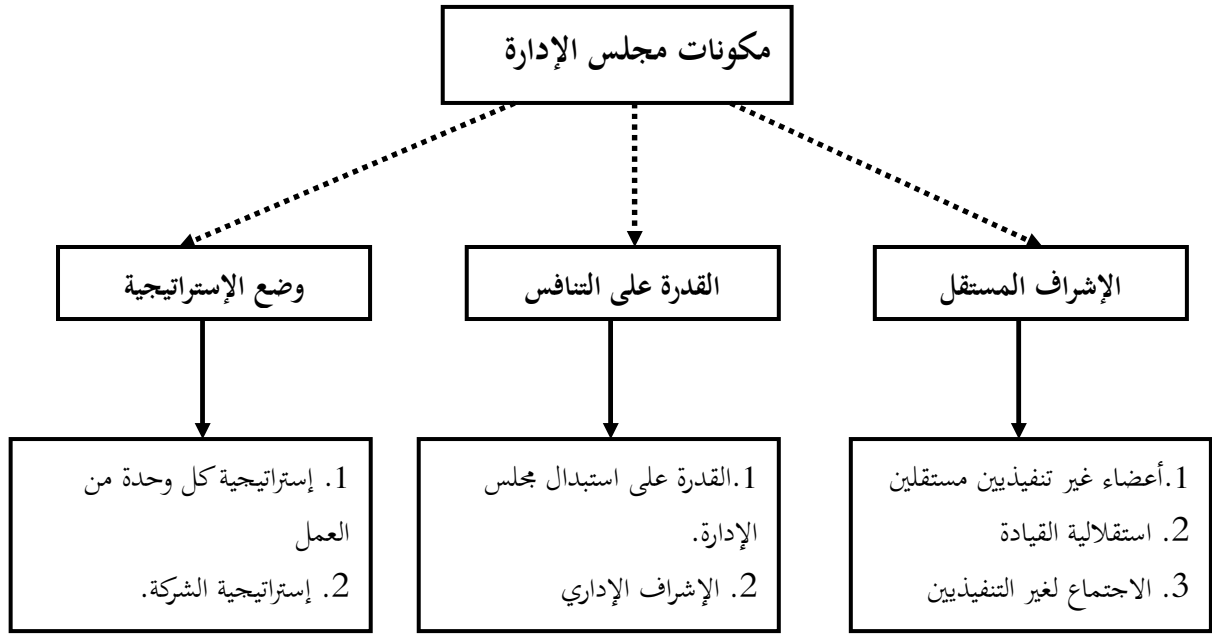 مكونات مجلس الإدارة
الإشراف المستقل
القدرة على التنافس
وضع الإستراتيجية
1.أعضاء غير تنفيذيين مستقلين
2. استقلالية القيادة
3. الاجتماع لغير التنفيذيين
1.القدرة على استبدال مجلس
الإدارة.
2. الإشراف الإداري
1. إستراتيجية كل وحدة من
العمل
2. إستراتيجية الشركة.